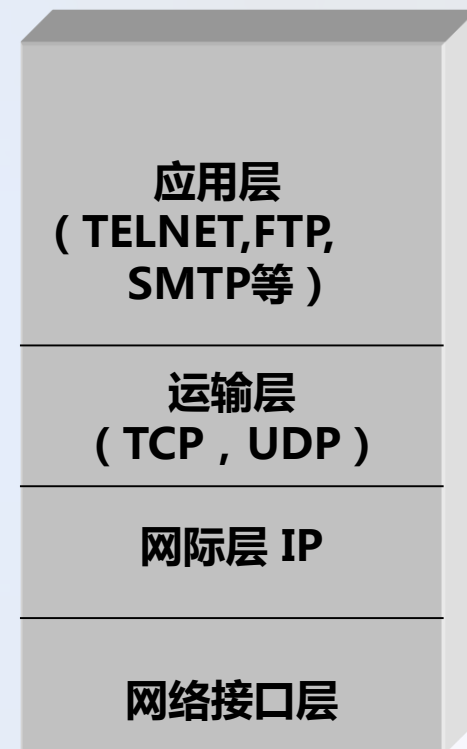 应用层
（TELNET,FTP,
SMTP等）
运输层
（TCP，UDP）
网际层 IP
网络接口层